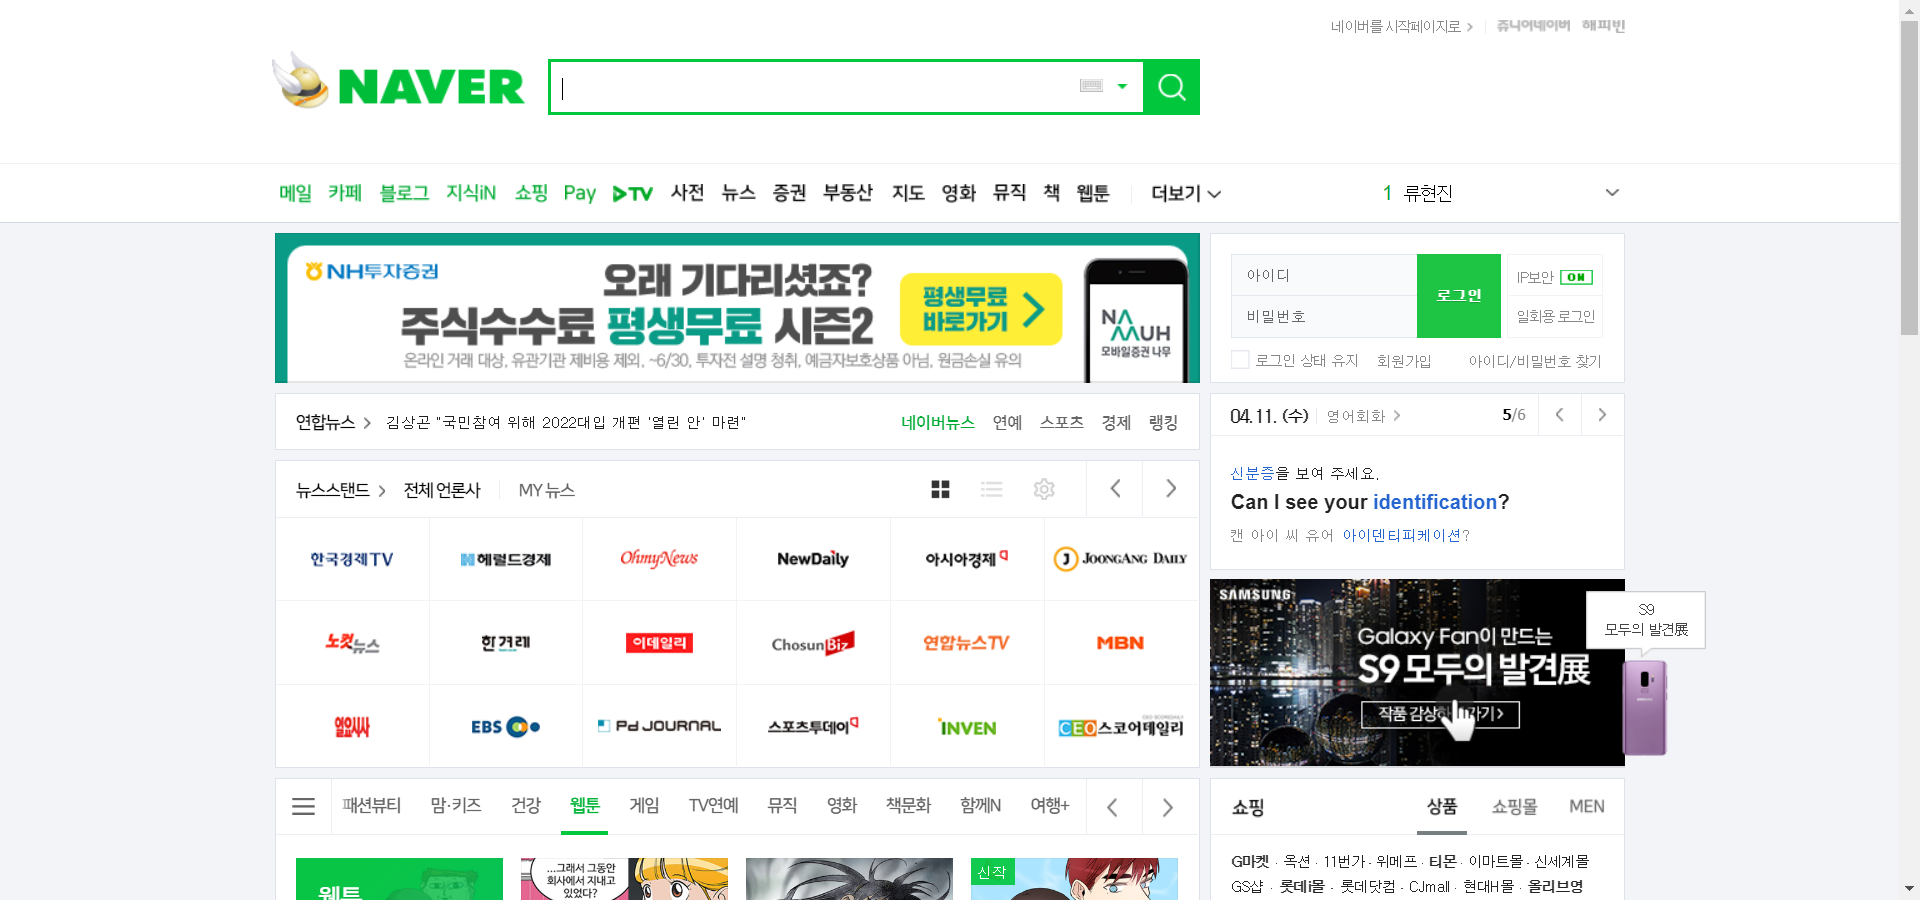 네이버를 시작페이지로
쥬니어네이버 해피빈
NAVER
메일 카페 블로그 지식iN 쇼핑 Pay TV 사전 뉴스 증권 부동산 지도 영화 뮤직 책 웹툰 더보기
1 류현진
NH투자증권
오래 기다리셨죠?
주식수수료 평생무료 시즌2
온라인 거래 대상, 유관기관 제비용 제외, ~6/30, 투자전 설명 청취, 예금자보호상품 아님, 원금손실 유의
평생무료
바로가기
NAMUH
모바일증권 나무
아이디
비밀번호
로그인
IP보안 ON
일회용 로그인
로그인 상태 유지 회원가입 아이디/비밀번호 찾기
연합뉴스 김상곤 "국민참여 위해 2022대입 개편 '열린 안' 마련"
네이버뉴스 연예 스포츠 경제 랭킹
04.11. (수) 영어회화 5/6
신분증을 보여 주세요.
Can I see your identification?
캔 아이 씨 유어 아이덴티피케이션?
뉴스스탠드 전체 언론사 MY 뉴스
한국경제TV 헤럴드경제 OhmyNews NewDaily 아시아경제 JOONGANG DAILY
노컷뉴스 한겨레 이데일리 ChosunBiz 연합뉴스TV MBN
일요시사 EBS PD JOURNAL 스포츠투데이 INVEN CEO스코어데일리
SAMSUNG
Galaxy Fan이 만드는
S9 모두의 발견展
작품 감상하러가기
S9
모두의 발견展
패션뷰티 맘·키즈 건강 웹툰 게임 TV연예 뮤직 영화 책문화 함께N 여행+
쇼핑 상품 쇼핑몰 MEN
G마켓 · 옥션 · 11번가 · 위메프 · 티몬 · 이마트몰 · 신세계몰
GS샵 · 롯데i몰 · 롯데닷컴 · CJmall · 현대H몰 · 올리브영
웹툰
...그래서 그동안
회사에서 지내고
있었다?
신작